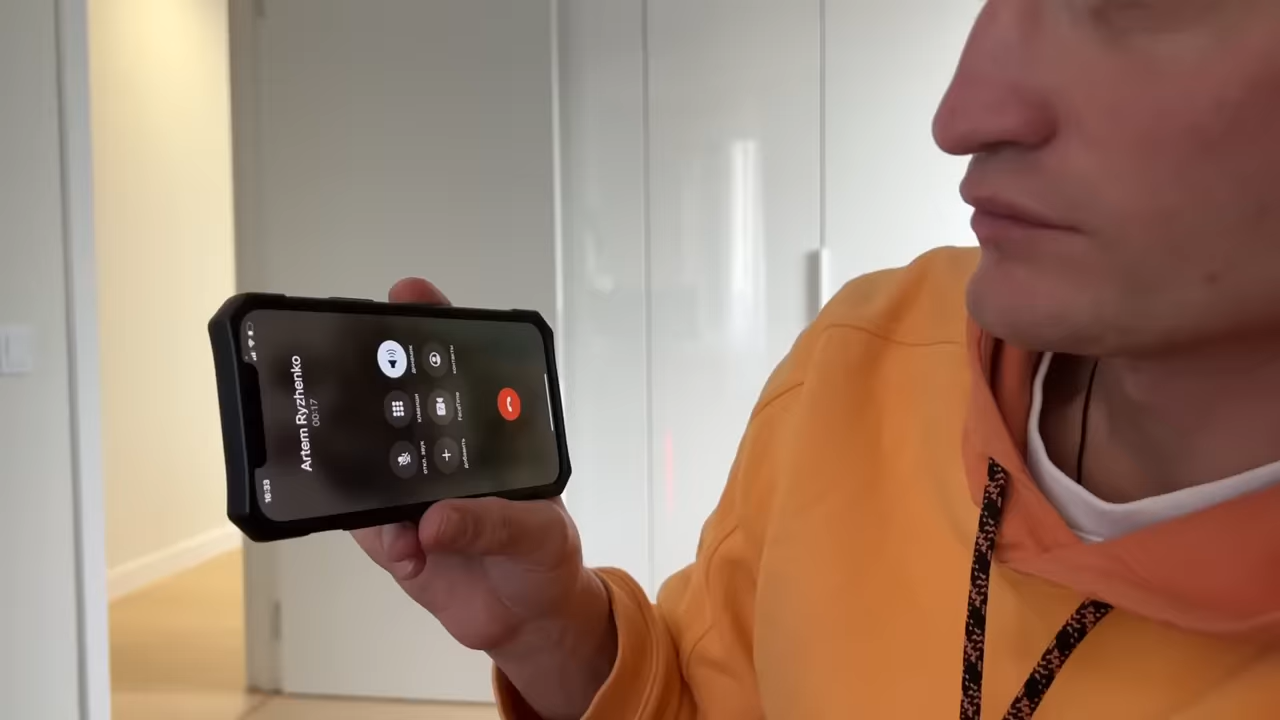 16:33
Artem Ryzhenko
00:17
откл. звук
клавиши
динамик
добавить
FaceTime
контакты